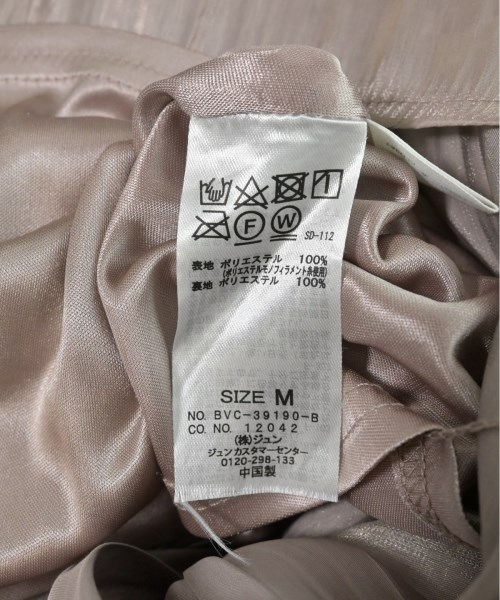 F W
SD-112
表地 ポリエステル 100%
(ポリエステルモノフィラメント糸使用)
裏地 ポリエステル 100%
SIZE M
NO. BVC-39190-B
CO. NO. 12042
(株)ジュン
ジュンカスタマーセンター
0120-298-133
中国製